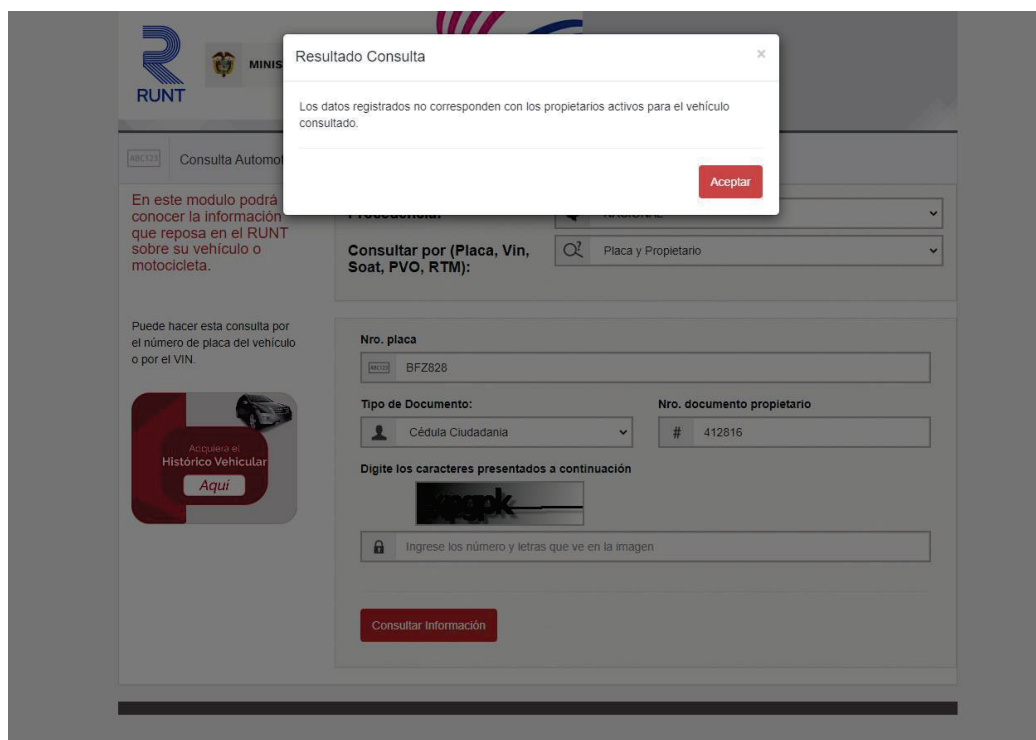 RUNT
MINIS
Resultado Consulta
×
Los datos registrados no corresponden con los propietarios activos para el vehículo
consultado.
Aceptar
ABC123
Consulta Automot
En este modulo podrá
conocer la información
que reposa en el RUNT
sobre su vehículo o
motocicleta.
Procedencia:
NACIONAL
Consultar por (Placa, Vin,
Soat, PVO, RTM):
Placa y Propietario
Puede hacer esta consulta por
el número de placa del vehículo
o por el VIN.
Adquiera el
Histórico Vehicular
Aquí
Nro. placa
ABC123
BFZ828
Tipo de Documento:
Cédula Ciudadania
Nro. documento propietario
# 412816
Digite los caracteres presentados a continuación
Ingrese los número y letras que ve en la imagen
Consultar Información